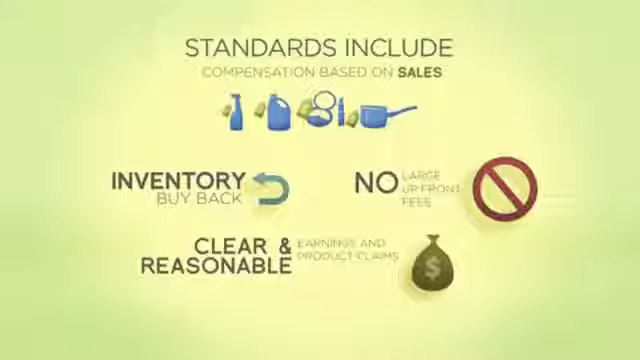 STANDARDS INCLUDE
COMPENSATION BASED ON SALES
INVENTORY
BUY BACK
NO LARGE
UP FRONT
FEES
CLEAR &
REASONABLE
EARNINGS AND
PRODUCT CLAIMS
$